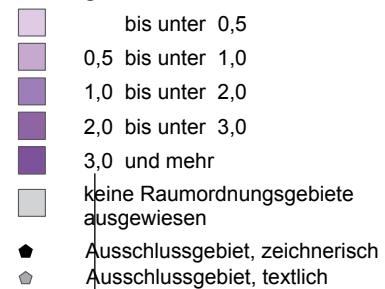 bis unter 0,5
0,5 bis unter 1,0
1,0 bis unter 2,0
2,0 bis unter 3,0
3,0 und mehr
keine Raumordnungsgebiete
ausgewiesen
Ausschlussgebiet, zeichnerisch
Ausschlussgebiet, textlich